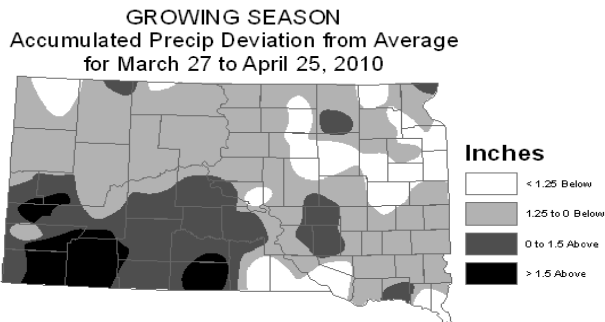 GROWING SEASON
Accumulated Precip Deviation from Average
for March 27 to April 25, 2010
Inches
< 1.25 Below
1.25 to 0 Below
0 to 1.5 Above
> 1.5 Above